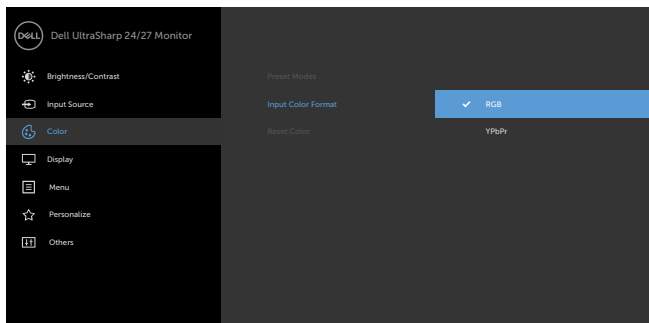 DELL Dell UltraSharp 24/27 Monitor
Brightness/Contrast
Preset Modes
Input Source
Input Color Format
RGB
Color
Reset Color
YPbPr
Display
Menu
Personalize
Others